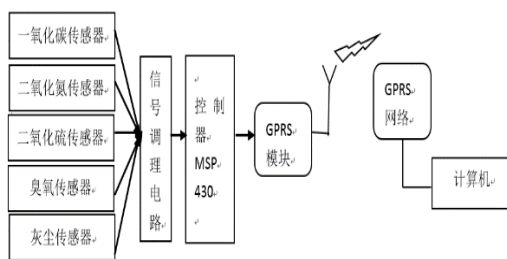 一氧化碳传感器
二氧化氮传感器
二氧化硫传感器
臭氧传感器
灰尘传感器
信
号
调
理
电
路
控制
器
MSP
430
GPRS
模块
GPRS
网络
计算机